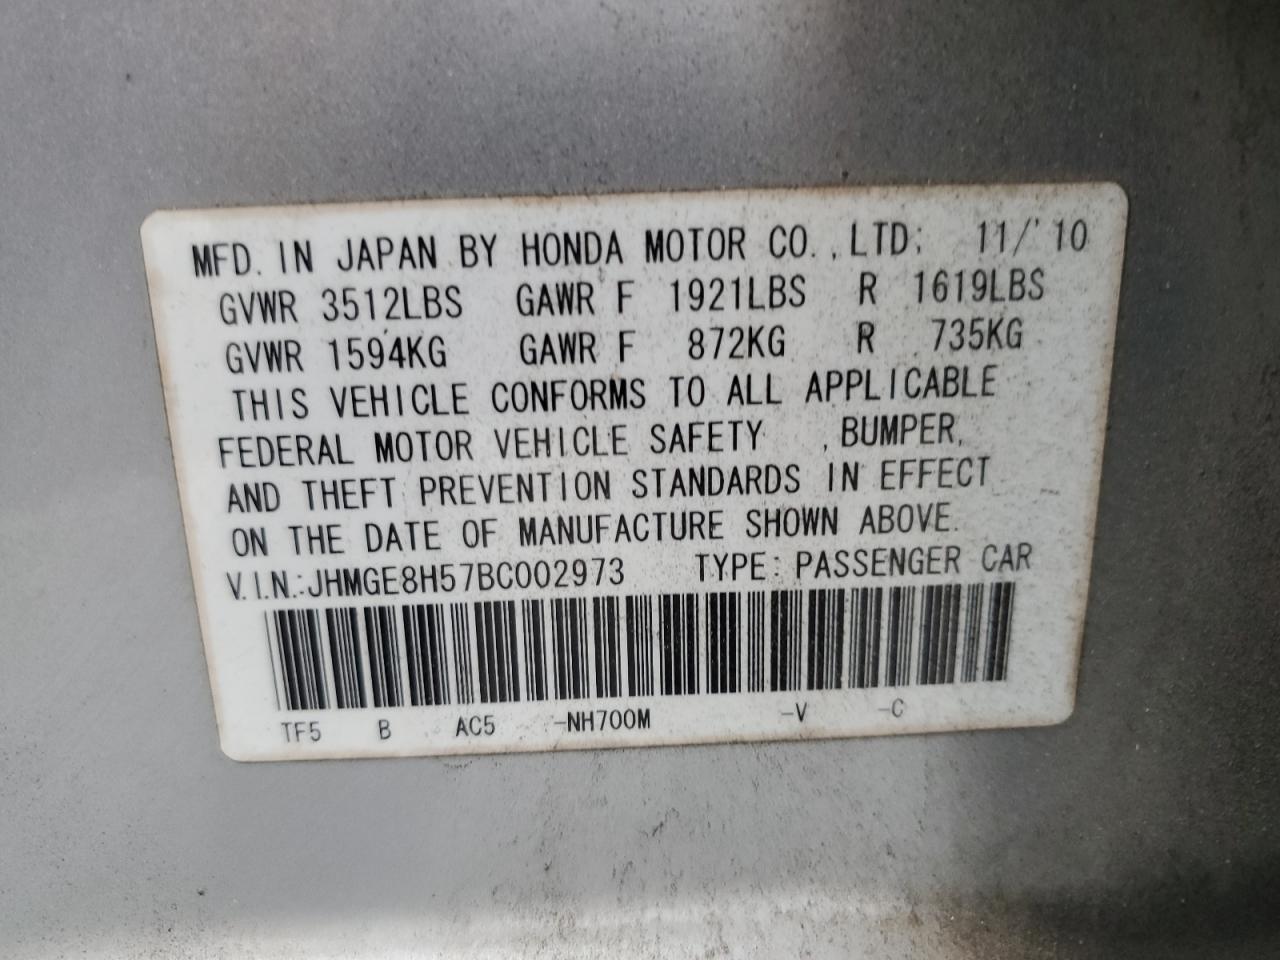 MFD. IN JAPAN BY HONDA MOTOR CO., LTD. 11/'10
GVWR 3512LBS GAWR F 1921LBS R 1619LBS
GVWR 1594KG GAWR F 872KG R 735KG
THIS VEHICLE CONFORMS TO ALL APPLICABLE
FEDERAL MOTOR VEHICLE SAFETY , BUMPER,
AND THEFT PREVENTION STANDARDS IN EFFECT
ON THE DATE OF MANUFACTURE SHOWN ABOVE.
V.I.N.:JHMGE8H57BC002973 TYPE: PASSENGER CAR
TF5 B AC5 -NH700M -V -C